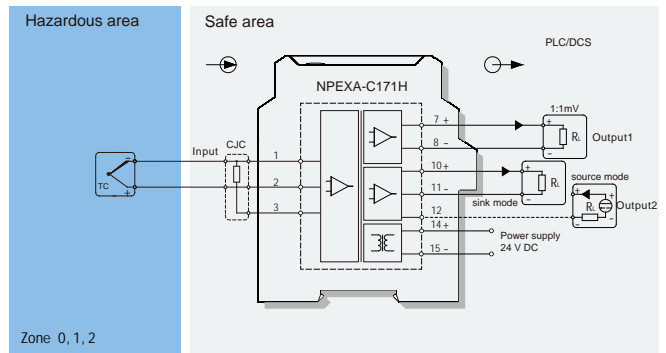 Hazardous area
Safe area
PLC/DCS
NPEXA-C171H
1:1mV
7 +
+
RL
Output1
8 −
−
Input
CJC
1
10+
+
RL
source mode
TC
−
+
2
11−
−
sink mode
+
+
RL
Output2
−
−
3
12
14+
Power supply
24 V DC
15 −
Zone 0, 1, 2